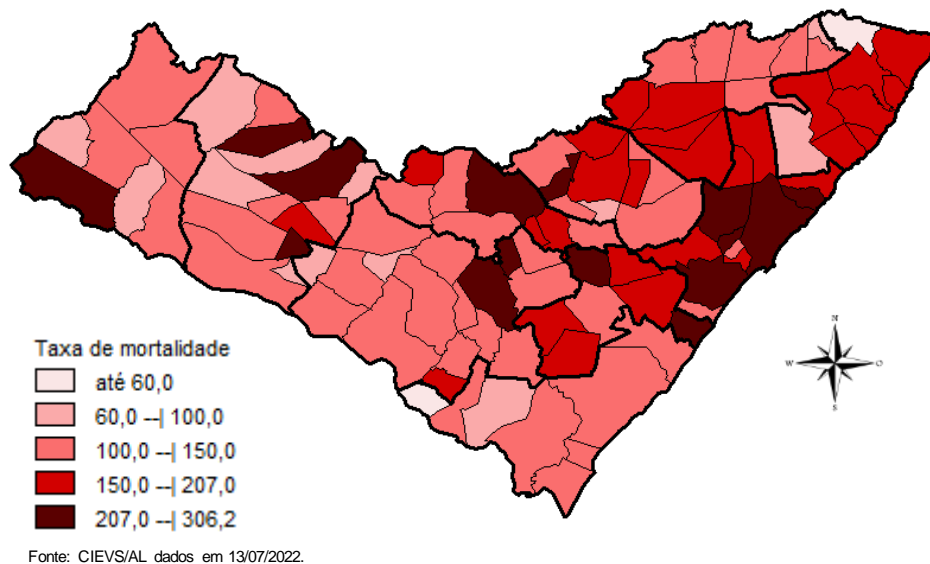 Taxa de mortalidade
até 60,0
60,0 --| 100,0
100,0 --| 150,0
150,0 --| 207,0
207,0 --| 306,2
N
W
O
S
Fonte: CIEVS/AL dados em 13/07/2022.